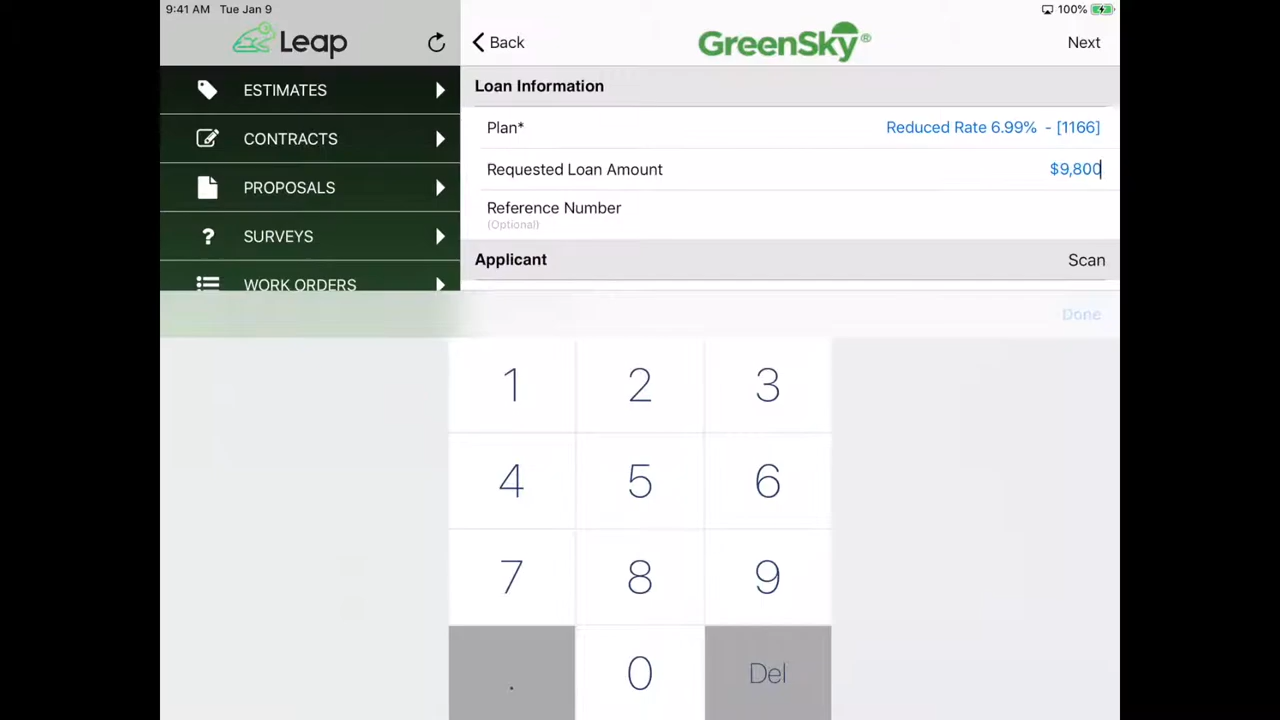 9:41 AM Tue Jan 9
100%
Leap
Back
GreenSky®
Next
ESTIMATES
CONTRACTS
PROPOSALS
SURVEYS
WORK ORDERS
Loan Information
Plan* Reduced Rate 6.99% - [1166]
Requested Loan Amount $9,800
Reference Number
(Optional)
Applicant Scan
Done
1 2 3
4 5 6
7 8 9
. 0 Del